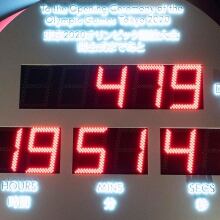 To the Opening Ceremony of the
Olympic Games Tokyo 2020
東京2020オリンピック競技大会
開会式まであと
479
D
19 514
HOURS MINS SECS
時間 分 秒